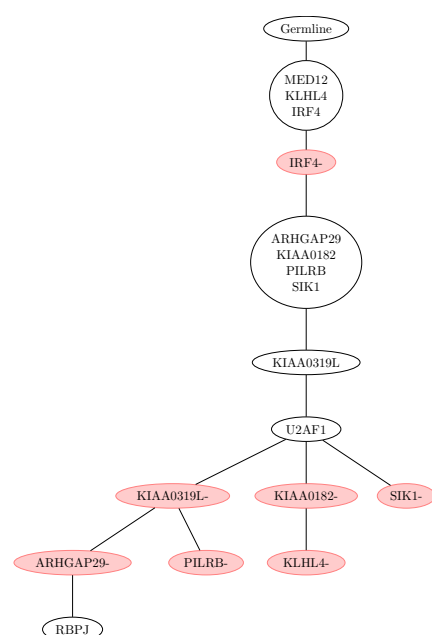 Germline
MED12
KLHL4
IRF4
IRF4-
ARHGAP29
KIAA0182
PILRB
SIK1
KIAA0319L
U2AF1
KIAA0319L-
KIAA0182-
SIK1-
ARHGAP29-
PILRB-
KLHL4-
RBPJ